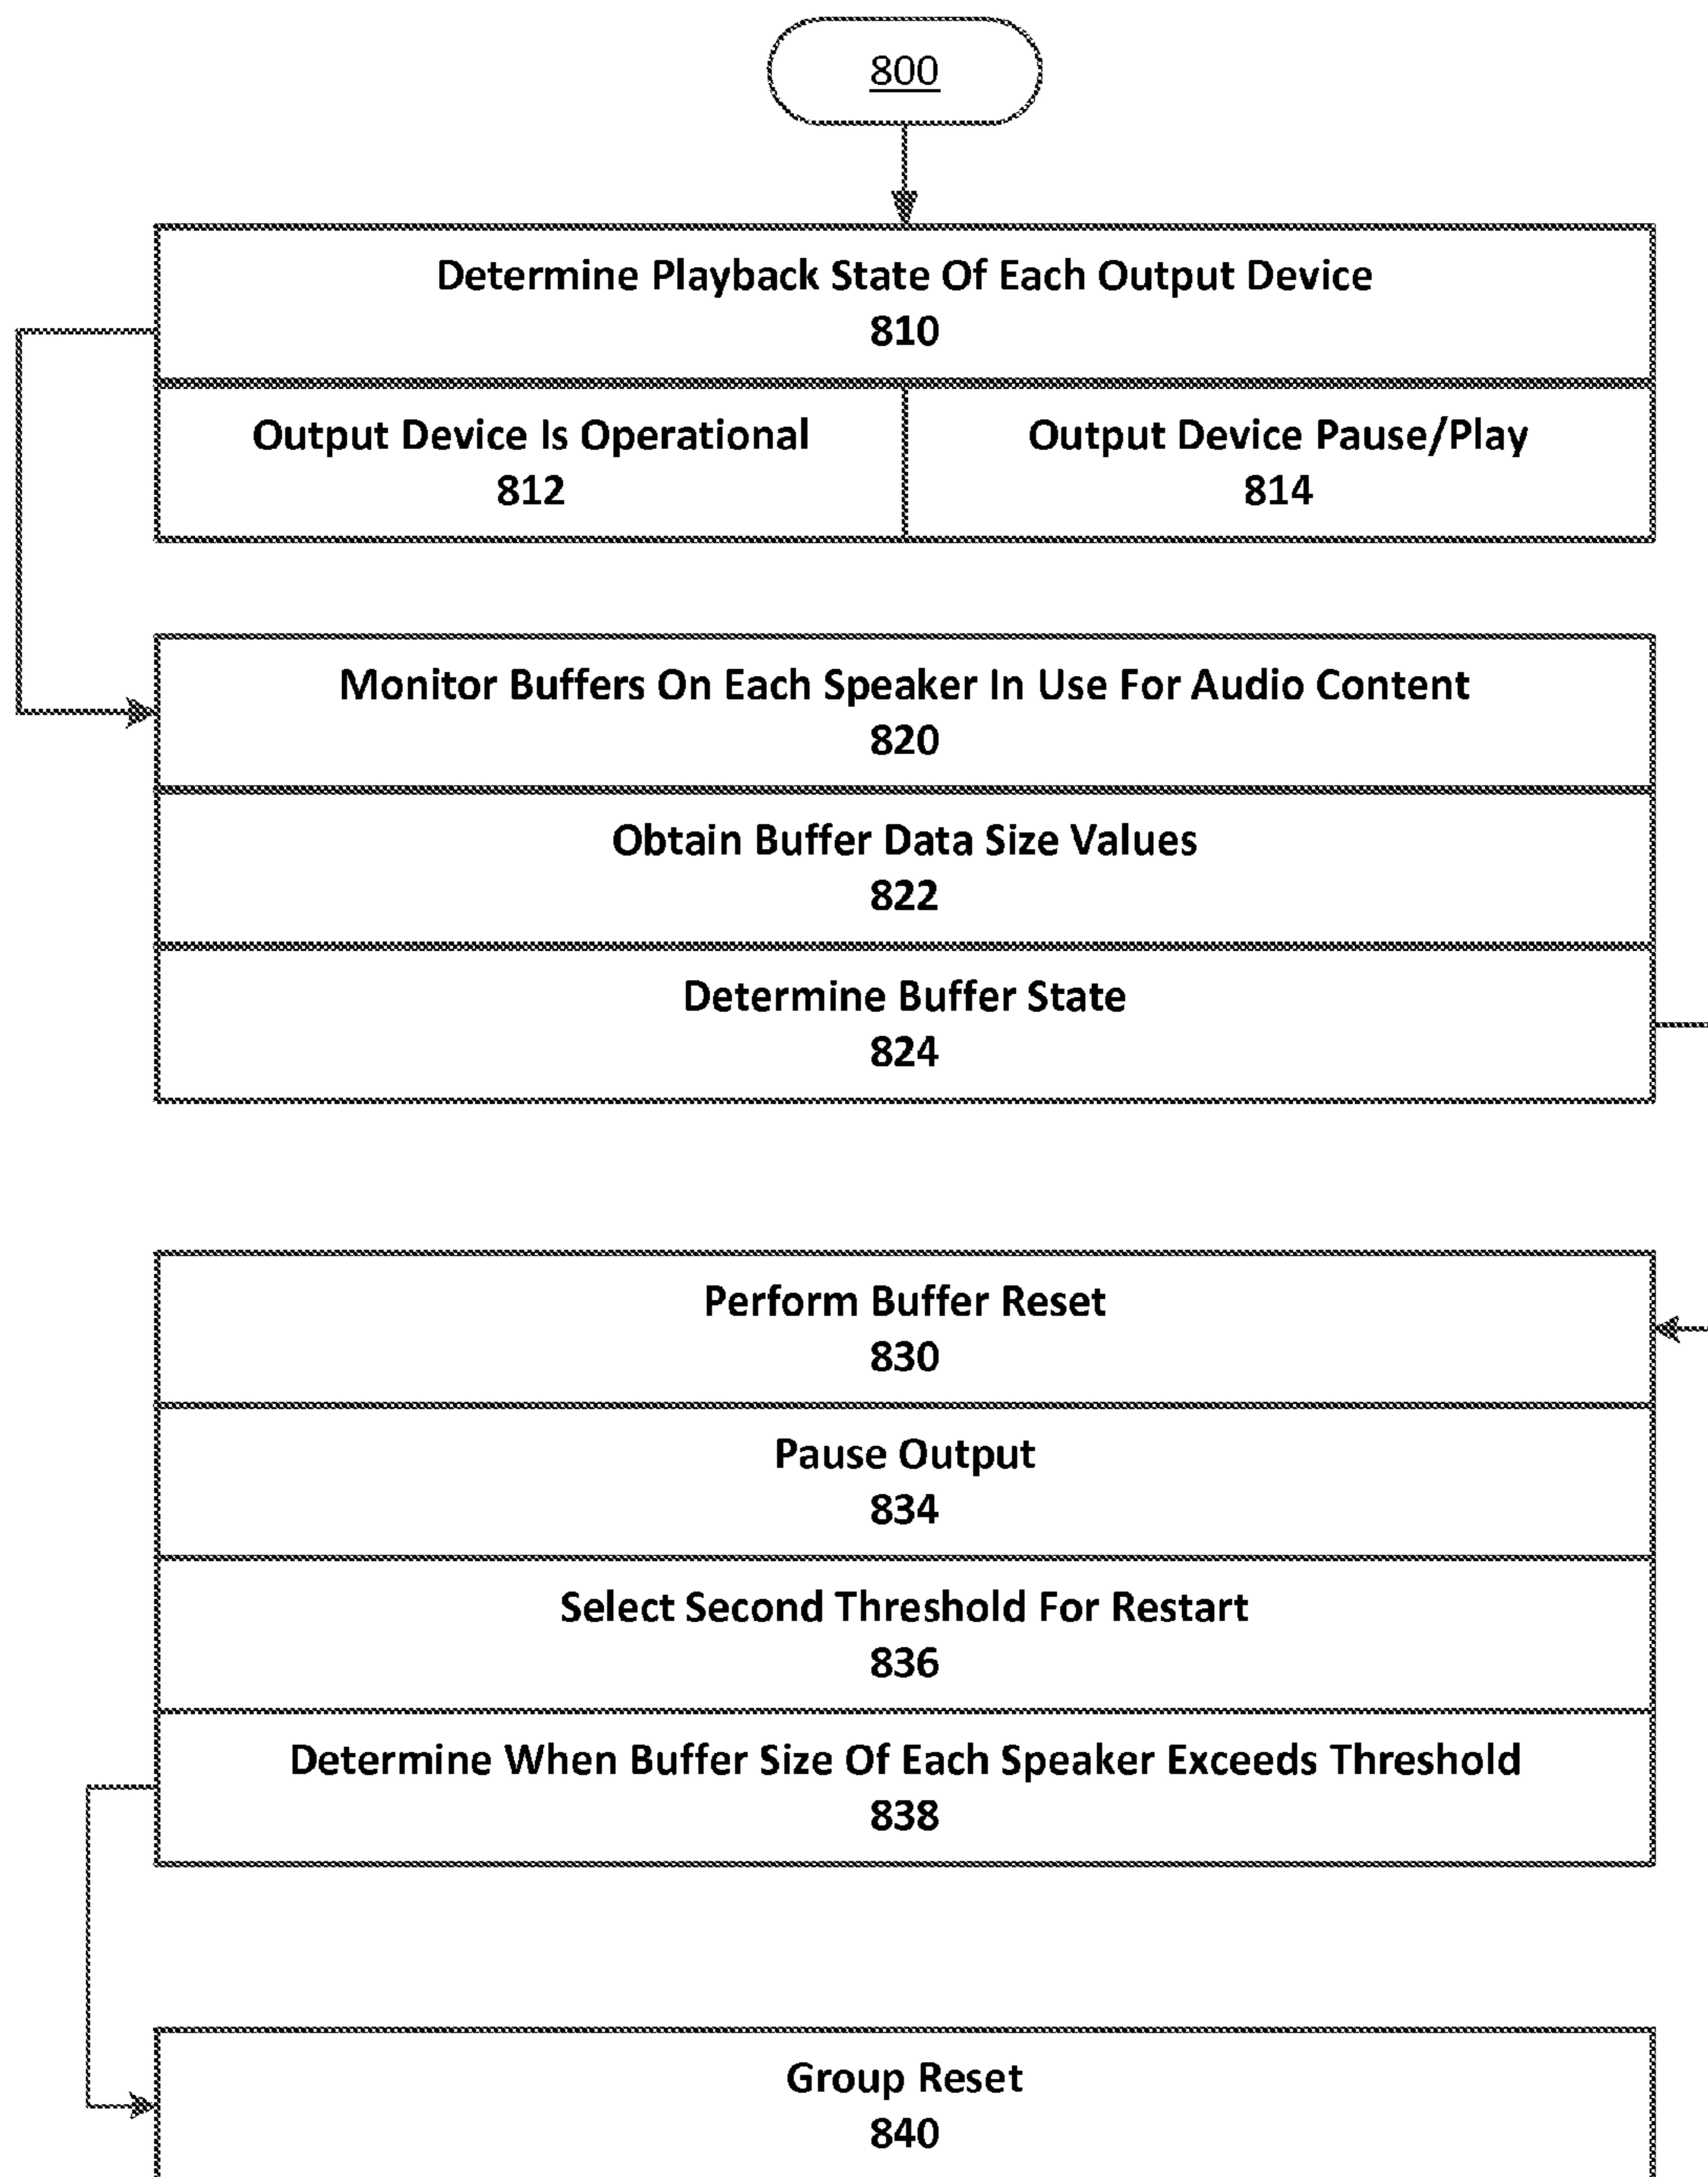 800
Determine Playback State Of Each Output Device
810
Output Device Is Operational
812
Output Device Pause/Play
814
Monitor Buffers On Each Speaker In Use For Audio Content
820
Obtain Buffer Data Size Values
822
Determine Buffer State
824
Perform Buffer Reset
830
Pause Output
834
Select Second Threshold For Restart
836
Determine When Buffer Size Of Each Speaker Exceeds Threshold
838
Group Reset
840